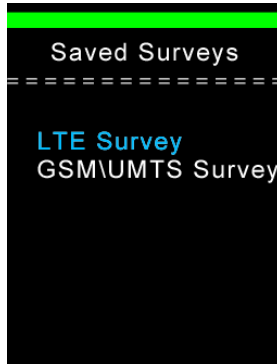 Saved Surveys
================
LTE Survey
GSM\UMTS Survey